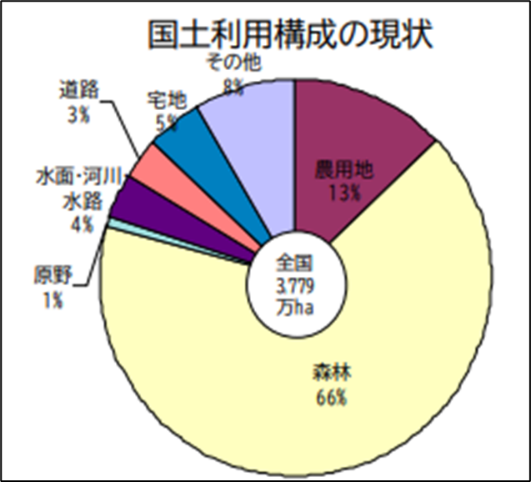 国土利用構成の現状
その他
8%
道路
3%
宅地
5%
農用地
13%
水面・河川
水路
4%
原野
1%
全国
3.779
万ha
森林
66%